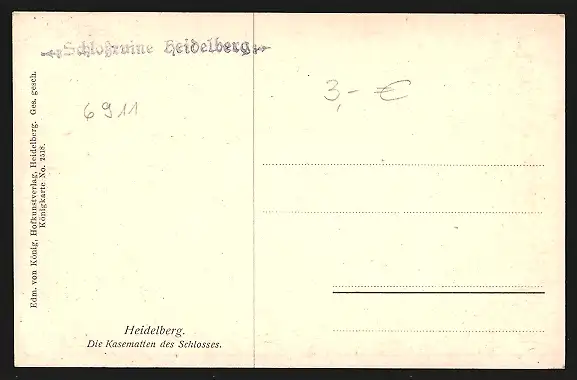 Schloßruine Heidelberg
6911
3,- €
Edm. von König, Hofkunstverlag, Heidelberg. Ges. gesch.
Königkarte No. 2518.
Heidelberg.
Die Kasematten des Schlosses.